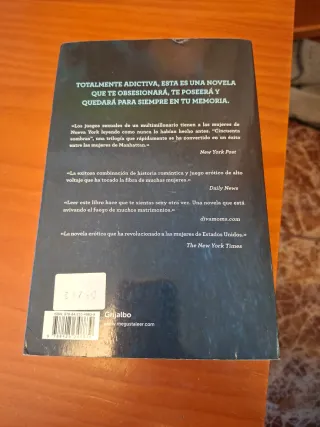 TOTALMENTE ADICTIVA, ESTA ES UNA NOVELA
QUE TE OBSESIONARÁ, TE POSEERÁ Y
QUEDARÁ PARA SIEMPRE EN TU MEMORIA.
«Los juegos sexuales de un multimillonario tienen a las mujeres de
Nueva York leyendo como nunca lo habían hecho antes. "Cincuenta
sombras", una trilogía que rápidamente se ha convertido en un éxito
entre las mujeres de Manhattan.»
New York Post
«La exitosa combinación de historia romántica y juego erótico de alto
voltaje que ha tocado la fibra de muchas mujeres.»
Daily News
«Leer este libro hace que te sientas sexy otra vez. Una novela que está
avivando el fuego de muchos matrimonios.»
divamoms.com
«La novela erótica que ha revolucionado a las mujeres de Estados Unidos.»
The New York Times
Grijalbo
www.megustaleer.com